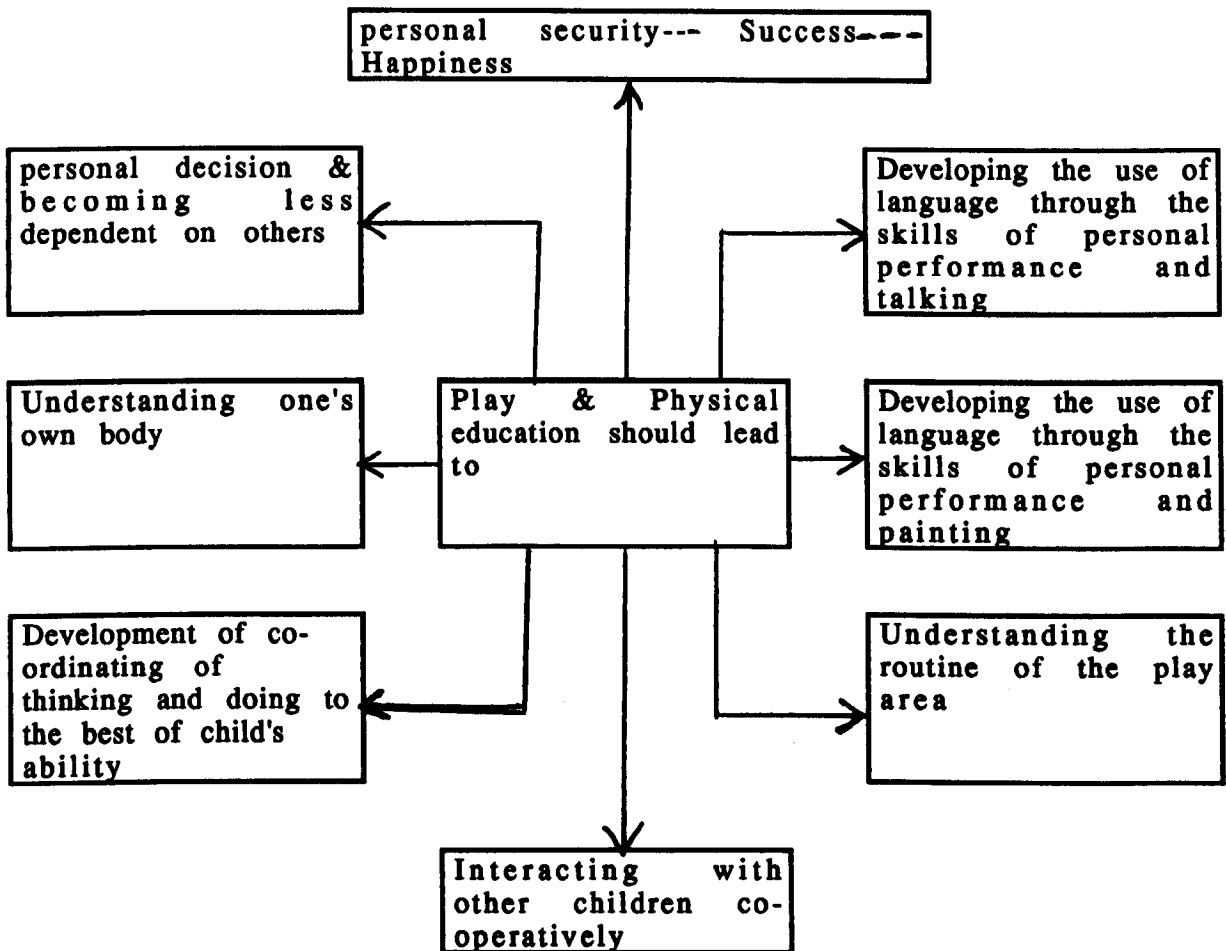 personal security--- Success----
Happiness
personal decision &
becoming less
dependent on others
Developing the use of
language through the
skills of personal
performance and
talking
Understanding one's
own body
Play & Physical
education should lead
to
Developing the use of
language through the
skills of personal
performance and
painting
Development of co-
ordinating of
thinking and doing to
the best of child's
ability
Understanding the
routine of the play
area
Interacting with
other children co-
operatively